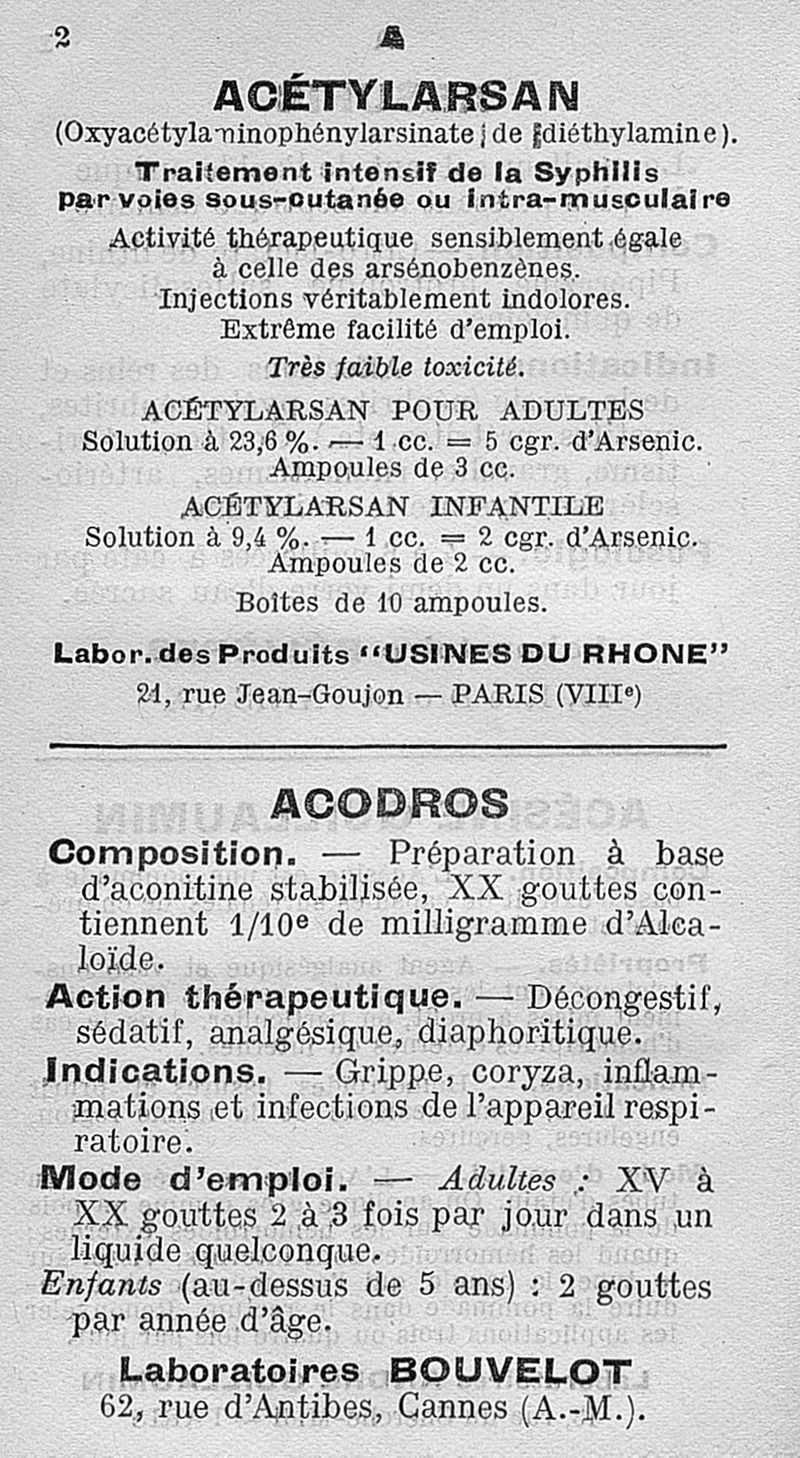 2
A
ACÉTYLARSAN
(Oxyacétylaminophénylarsinate de diéthylamine).
Traitement intensif de la Syphilis
par voies sous-cutanée ou intra-musculaire
Activité thérapeutique sensiblement égale
à celle des arsénobenzènes.
Injections véritablement indolores.
Extrême facilité d'emploi.
Très faible toxicité.
ACÉTYLARSAN POUR ADULTES
Solution à 23,6 %. — 1 cc. = 5 cgr. d'Arsenic.
Ampoules de 3 cc.
ACÉTYLARSAN INFANTILE
Solution à 9,4 %. — 1 cc. = 2 cgr. d'Arsenic.
Ampoules de 2 cc.
Boîtes de 10 ampoules.
Labor. des Produits "USINES DU RHONE"
21, rue Jean-Goujon — PARIS (VIIIe)
ACODROS
Composition. — Préparation à base
d'aconitine stabilisée, XX gouttes con-
tiennent 1/10e de milligramme d'Alca-
loïde.
Action thérapeutique. — Décongestif,
sédatif, analgésique, diaphoritique.
Indications. — Grippe, coryza, inflam-
mations et infections de l'appareil respi-
ratoire.
Mode d'emploi. — Adultes : XV à
XX gouttes 2 à 3 fois par jour dans un
liquide quelconque.
Enfants (au-dessus de 5 ans) : 2 gouttes
par année d'âge.
Laboratoires BOUVELOT
62, rue d'Antibes, Cannes (A.-M.).